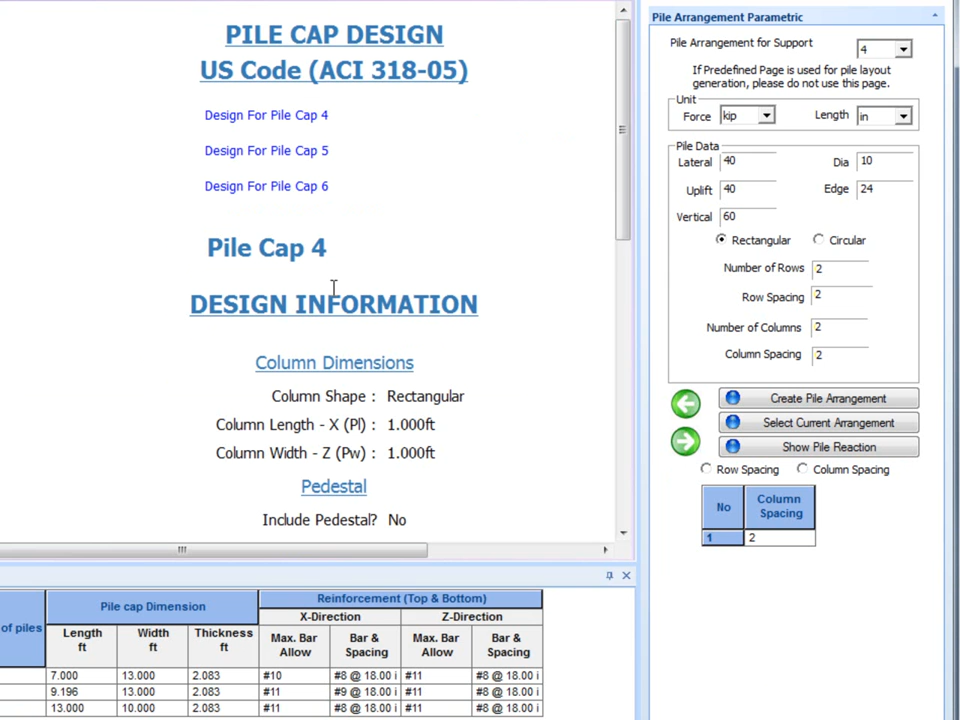 PILE CAP DESIGN
US Code (ACI 318-05)
Design For Pile Cap 4
Design For Pile Cap 5
Design For Pile Cap 6
Pile Cap 4
DESIGN INFORMATION
Column Dimensions
Column Shape : Rectangular
Column Length - X (Pl) : 1.000ft
Column Width - Z (Pw) : 1.000ft
Pedestal
Include Pedestal? No
Pile Arrangement Parametric
Pile Arrangement for Support 4
If Predefined Page is used for pile layout
generation, please do not use this page.
Unit
Force kip Length in
Pile Data
Lateral 40 Dia 10
Uplift 40 Edge 24
Vertical 60
Rectangular Circular
Number of Rows 2
Row Spacing 2
Number of Columns 2
Column Spacing 2
Create Pile Arrangement
Select Current Arrangement
Show Pile Reaction
Row Spacing Column Spacing
No Column Spacing
1 2
of piles Pile cap Dimension Reinforcement (Top & Bottom)
X-Direction Z-Direction
Length ft Width ft Thickness ft Max. Bar Allow Bar & Spacing Max. Bar Allow Bar & Spacing
7.000 13.000 2.083 #10 #8 @ 18.00 i #11 #8 @ 18.00 i
9.196 13.000 2.083 #11 #9 @ 18.00 i #11 #8 @ 18.00 i
13.000 10.000 2.083 #11 #8 @ 18.00 i #11 #8 @ 18.00 i